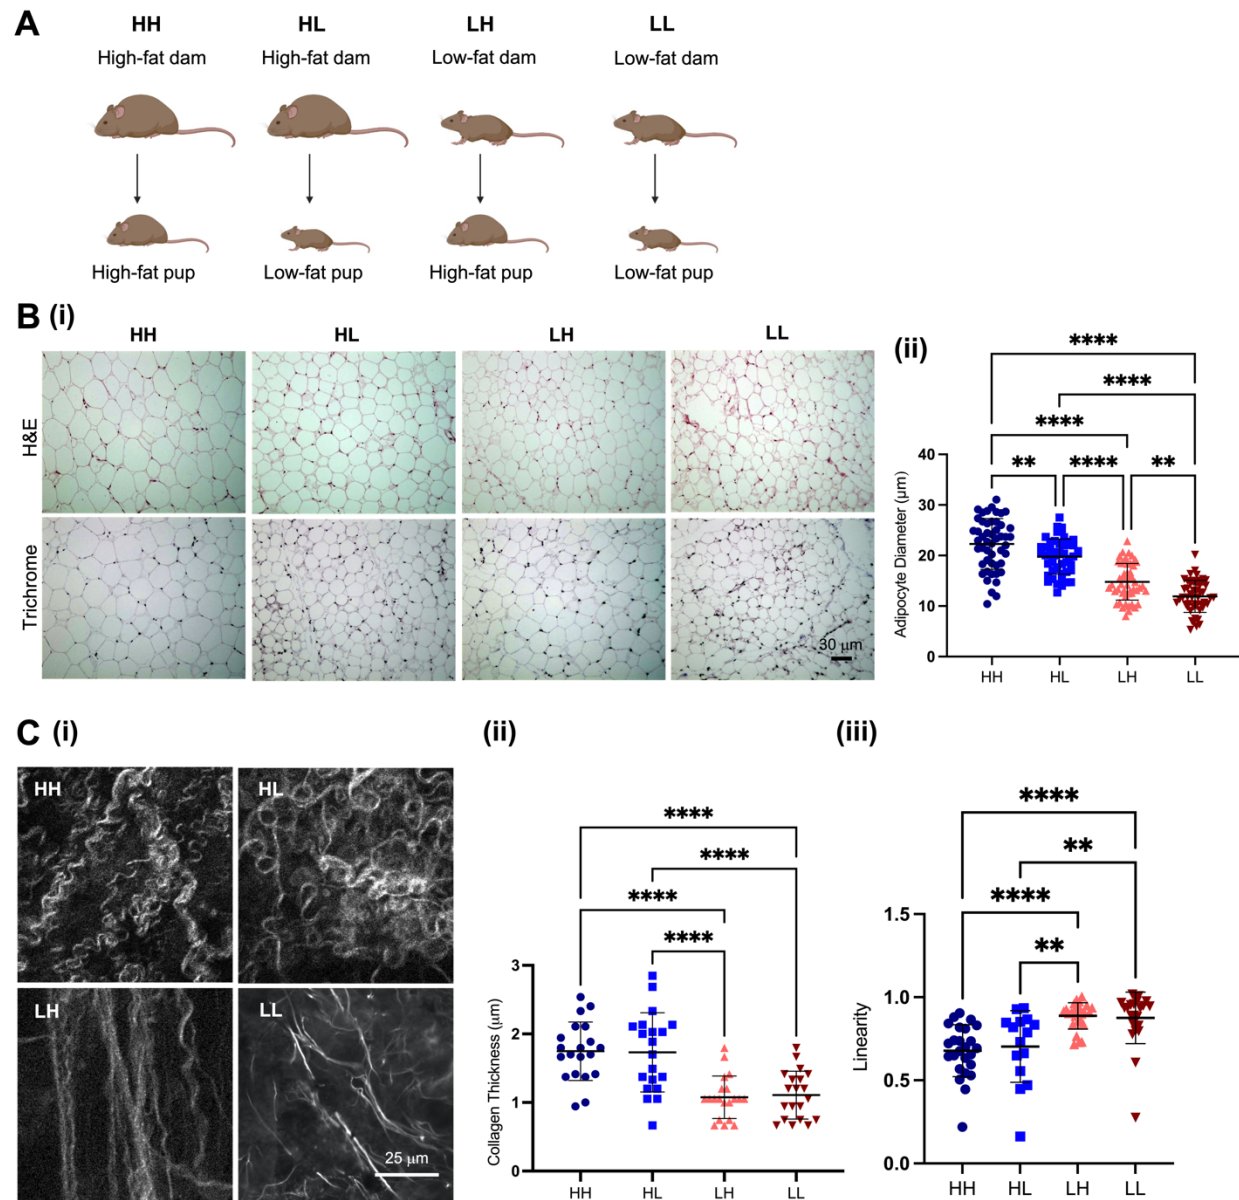 A
HH HL LH LL
High-fat dam High-fat dam Low-fat dam Low-fat dam
High-fat pup Low-fat pup High-fat pup Low-fat pup
B (i)
HH HL LH LL
H&E
Trichrome
30 μm
(ii)
****
****
****
** **** **
Adipocyte Diameter (μm)
40
30
20
10
0
HH HL LH LL
C (i)
HH HL
LH LL
25 μm
(ii)
****
****
****
****
Collagen Thickness (μm)
3
2
1
0
HH HL LH LL
(iii)
****
**
****
**
Linearity
1.5
1.0
0.5
0.0
HH HL LH LL